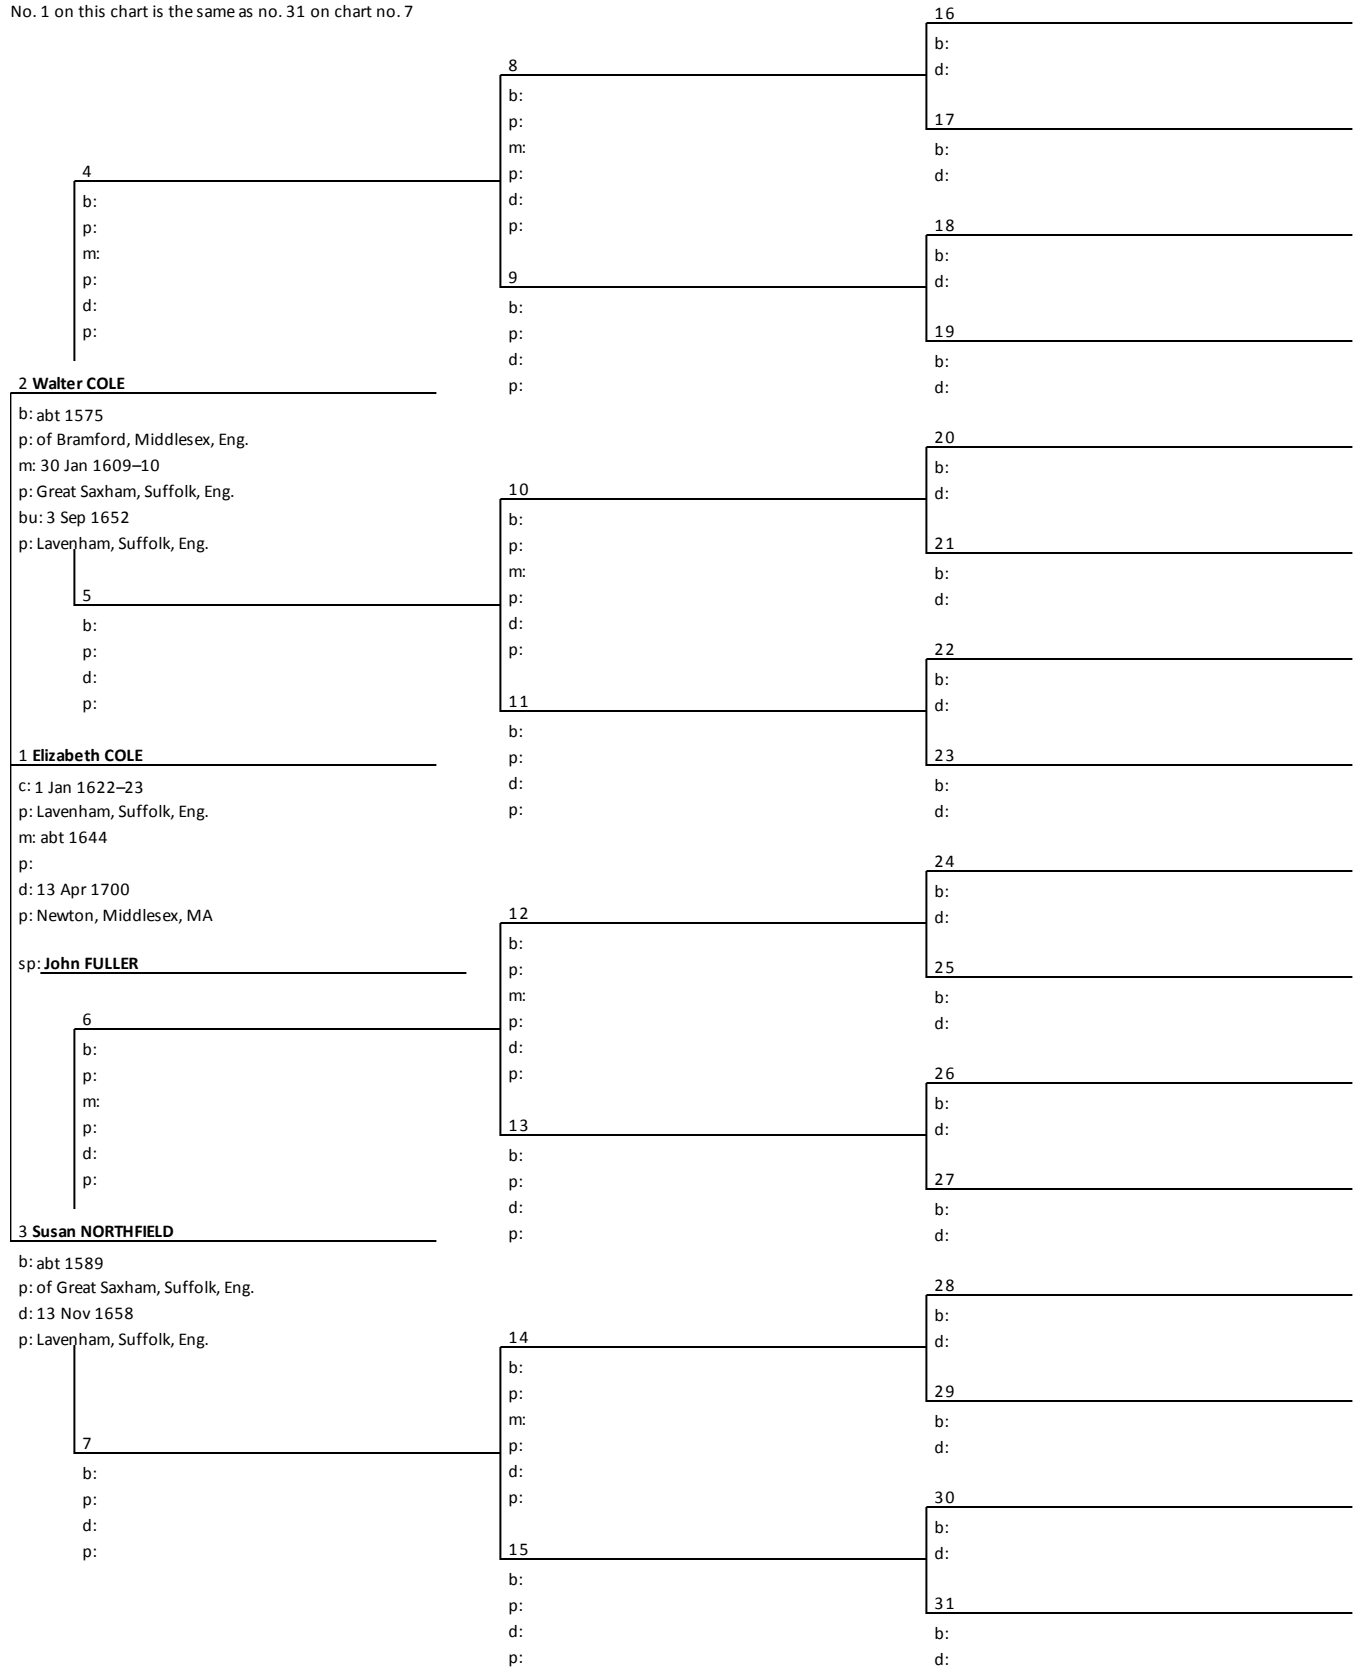 No. 1 on this chart is the same as no. 31 on chart no. 7
2 Walter COLE
b: abt 1575
p: of Bramford, Middlesex, Eng.
m: 30 Jan 1609–10
p: Great Saxham, Suffolk, Eng.
bu: 3 Sep 1652
p: Lavenham, Suffolk, Eng.
1 Elizabeth COLE
c: 1 Jan 1622–23
p: Lavenham, Suffolk, Eng.
m: abt 1644
p:
d: 13 Apr 1700
p: Newton, Middlesex, MA
sp: John FULLER
3 Susan NORTHFIELD
b: abt 1589
p: of Great Saxham, Suffolk, Eng.
d: 13 Nov 1658
p: Lavenham, Suffolk, Eng.
4
b:
p:
m:
p:
d:
p:
5
b:
p:
d:
p:
6
b:
p:
m:
p:
d:
p:
7
b:
p:
d:
p:
8
b:
p:
m:
p:
d:
p:
9
b:
p:
d:
p:
10
b:
p:
m:
p:
d:
p:
11
b:
p:
d:
p:
12
b:
p:
m:
p:
d:
p:
13
b:
p:
d:
p:
14
b:
p:
m:
p:
d:
p:
15
b:
p:
d:
p:
16
b:
d:
17
b:
d:
18
b:
d:
19
b:
d:
20
b:
d:
21
b:
d:
22
b:
d:
23
b:
d:
24
b:
d:
25
b:
d:
26
b:
d:
27
b:
d:
28
b:
d:
29
b:
d:
30
b:
d:
31
b:
d: